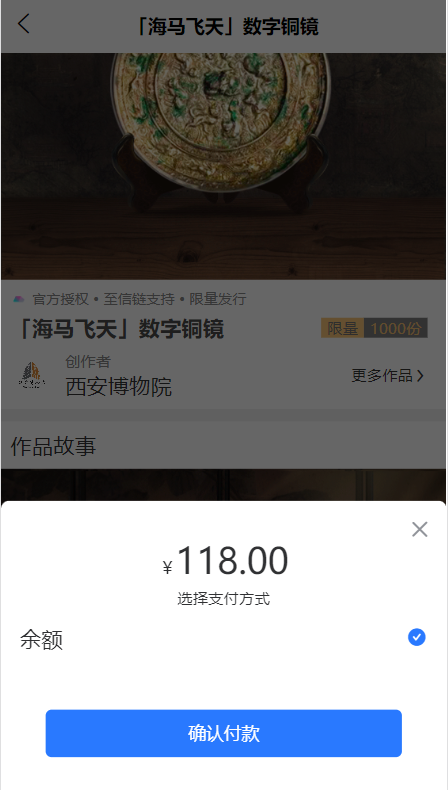 「海马飞天」数字铜镜
官方授权 • 至信链支持 • 限量发行
「海马飞天」数字铜镜
限量 1000份
创作者
西安博物院
更多作品
作品故事
¥118.00
选择支付方式
余额
确认付款